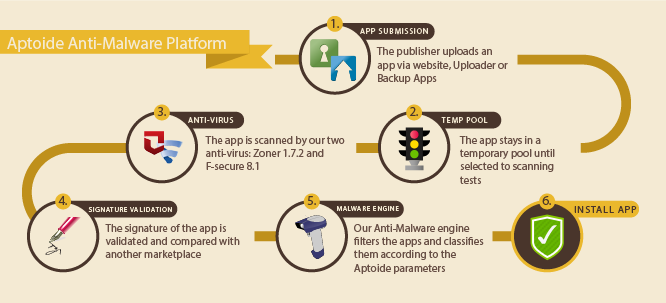 Aptoide Anti-Malware Platform
1.
APP SUBMISSION
The publisher uploads an
app via website, Uploader or
Backup Apps
2.
TEMP POOL
The app stays in a
temporary pool until
selected to scanning
tests
3.
ANTI-VIRUS
The app is scanned by our two
anti-virus: Zoner 1.7.2 and
F-secure 8.1
4.
SIGNATURE VALIDATION
The signature of the app is
validated and compared with
another marketplace
5.
MALWARE ENGINE
Our Anti-Malware engine
filters the apps and classifies
them according to the
Aptoide parameters
6.
INSTALL APP